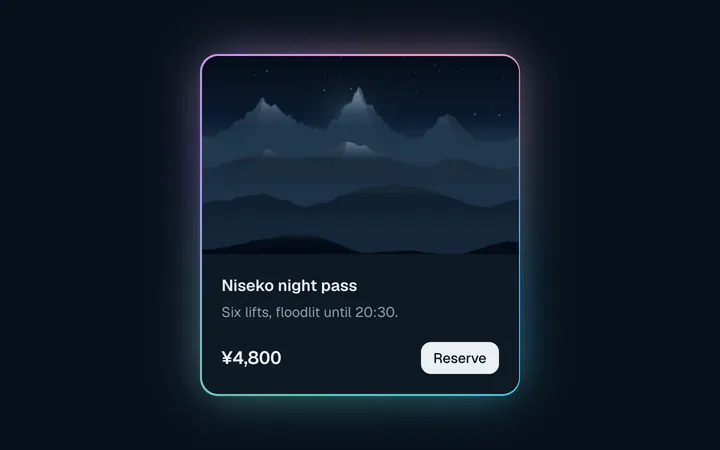 Niseko night pass
Six lifts, floodlit until 20:30.
¥4,800
Reserve